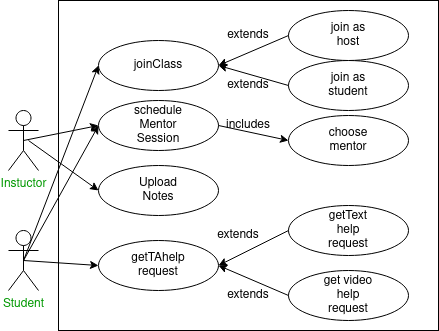 extends
join as
host
joinClass
extends
join as
student
schedule
Mentor
Session
includes
choose
mentor
Instuctor
Upload
Notes
getText
help
request
extends
getTAhelp
request
Student
extends
get video
help
request